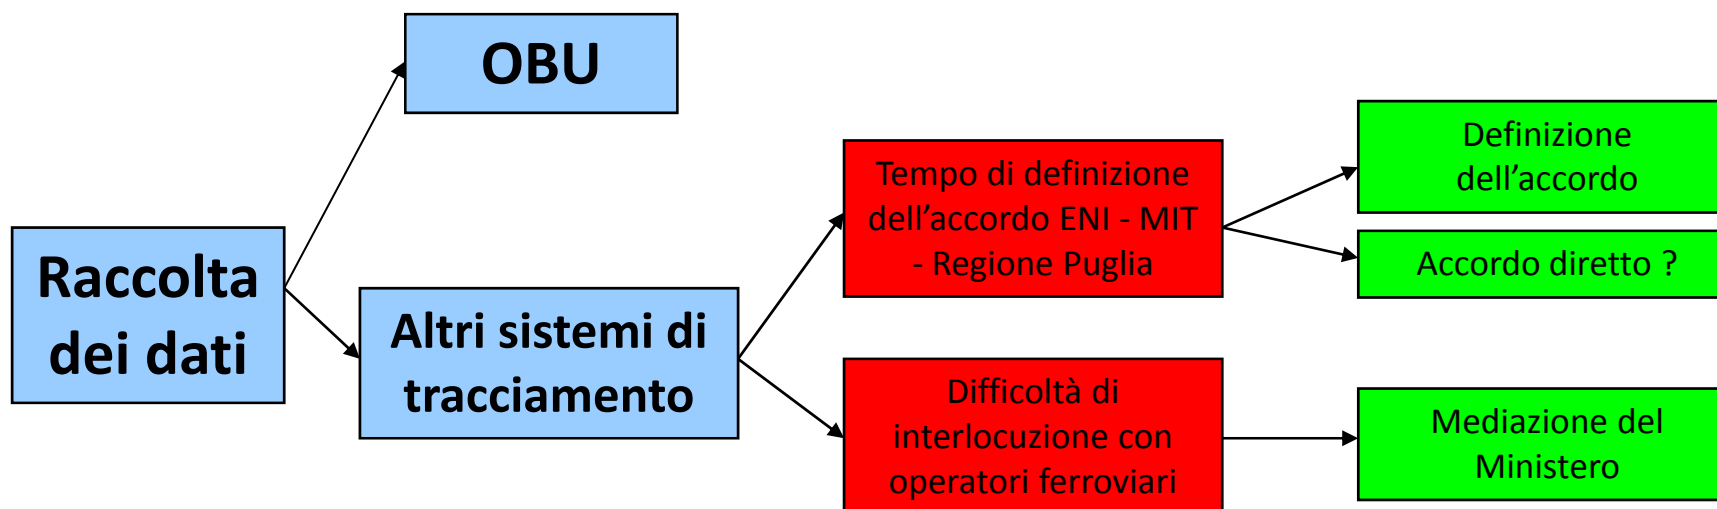 OBU
Raccolta
dei dati
Altri sistemi di
tracciamento
Tempo di definizione
dell’accordo ENI - MIT
- Regione Puglia
Difficoltà di
interlocuzione con
operatori ferroviari
Definizione
dell’accordo
Accordo diretto ?
Mediazione del
Ministero